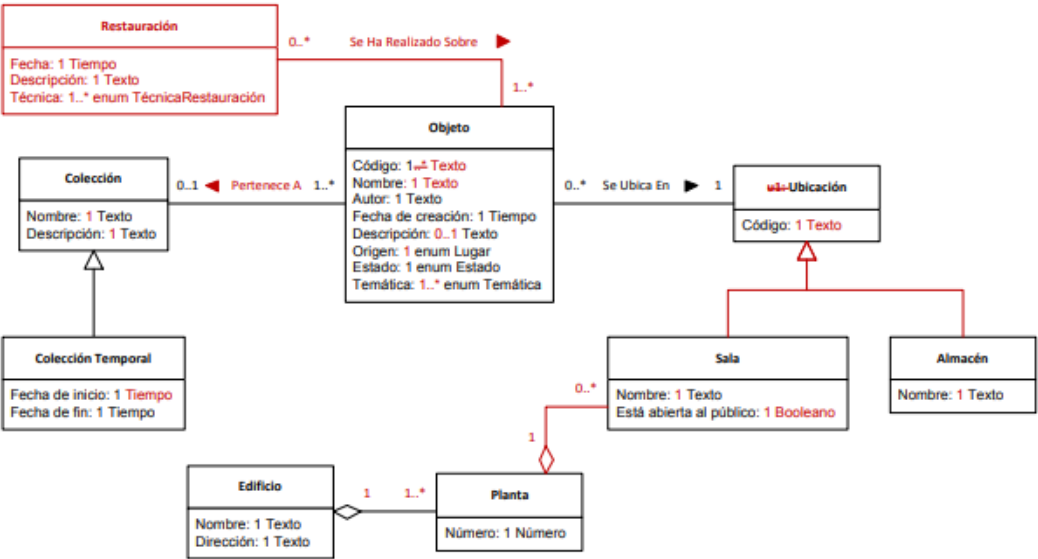 Restauración
Fecha: 1 Tiempo
Descripción: 1 Texto
Técnica: 1..* enum TécnicaRestauración
0..* Se Ha Realizado Sobre
1..*
Objeto
Código: 1..* Texto
Nombre: 1 Texto
Autor: 1 Texto
Fecha de creación: 1 Tiempo
Descripción: 0..1 Texto
Origen: 1 enum Lugar
Estado: 1 enum Estado
Temática: 1..* enum Temática
Colección
Nombre: 1 Texto
Descripción: 1 Texto
0..1 Pertenece A 1..*
0..* Se Ubica En 1
u1: Ubicación
Código: 1 Texto
Colección Temporal
Fecha de inicio: 1 Tiempo
Fecha de fin: 1 Tiempo
Sala
Nombre: 1 Texto
Está abierta al público: 1 Booleano
Almacén
Nombre: 1 Texto
0..*
1
Edificio
Nombre: 1 Texto
Dirección: 1 Texto
1 1..*
Planta
Número: 1 Número